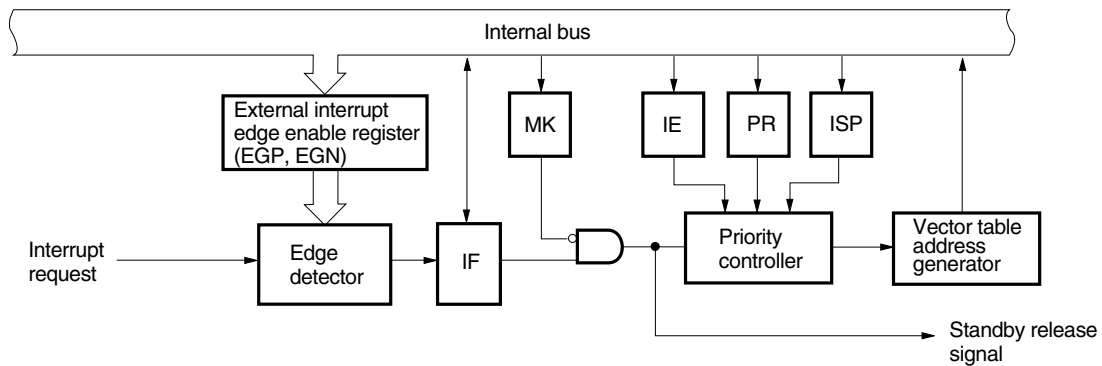 Internal bus
External interrupt
edge enable register
(EGP, EGN)
MK
IE
PR
ISP
Interrupt
request
Edge
detector
IF
Priority
controller
Vector table
address
generator
Standby release
signal